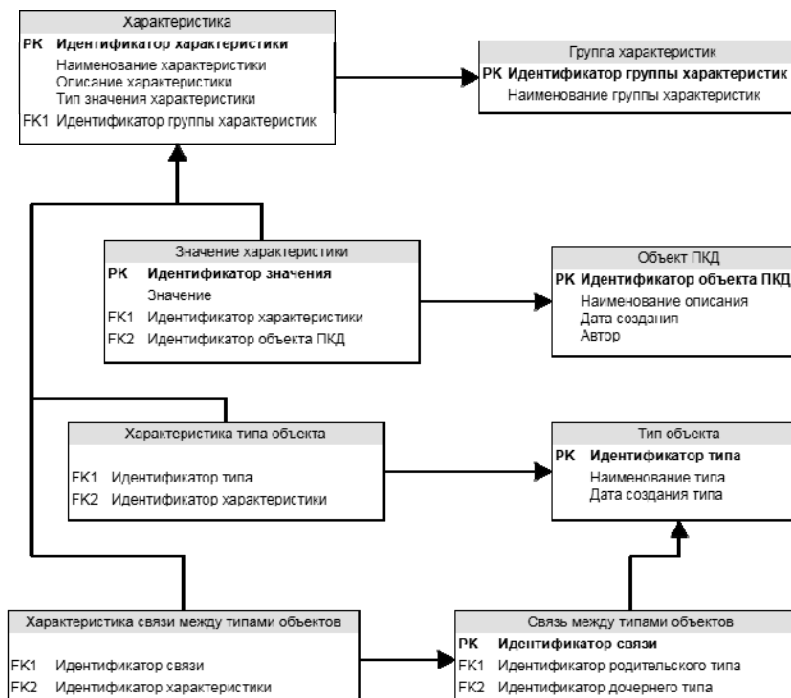 Характеристика
PK Идентификатор характеристики
Наименование характеристики
Описание характеристики
Тип значения характеристики
FK1 Идентификатор группы характеристик
Группа характеристик
PK Идентификатор группы характеристик
Наименование группы характеристик
Значение характеристики
PK Идентификатор значения
Значение
FK1 Идентификатор характеристики
FK2 Идентификатор объекта ПКД
Объект ПКД
PK Идентификатор объекта ПКД
Наименование описания
Дата создания
Автор
Характеристика типа объекта
FK1 Идентификатор типа
FK2 Идентификатор характеристики
Тип объекта
PK Идентификатор типа
Наименование типа
Дата создания типа
Характеристика связи между типами объектов
FK1 Идентификатор связи
FK2 Идентификатор характеристики
Связь между типами объектов
PK Идентификатор связи
FK1 Идентификатор родительского типа
FK2 Идентификатор дочернего типа